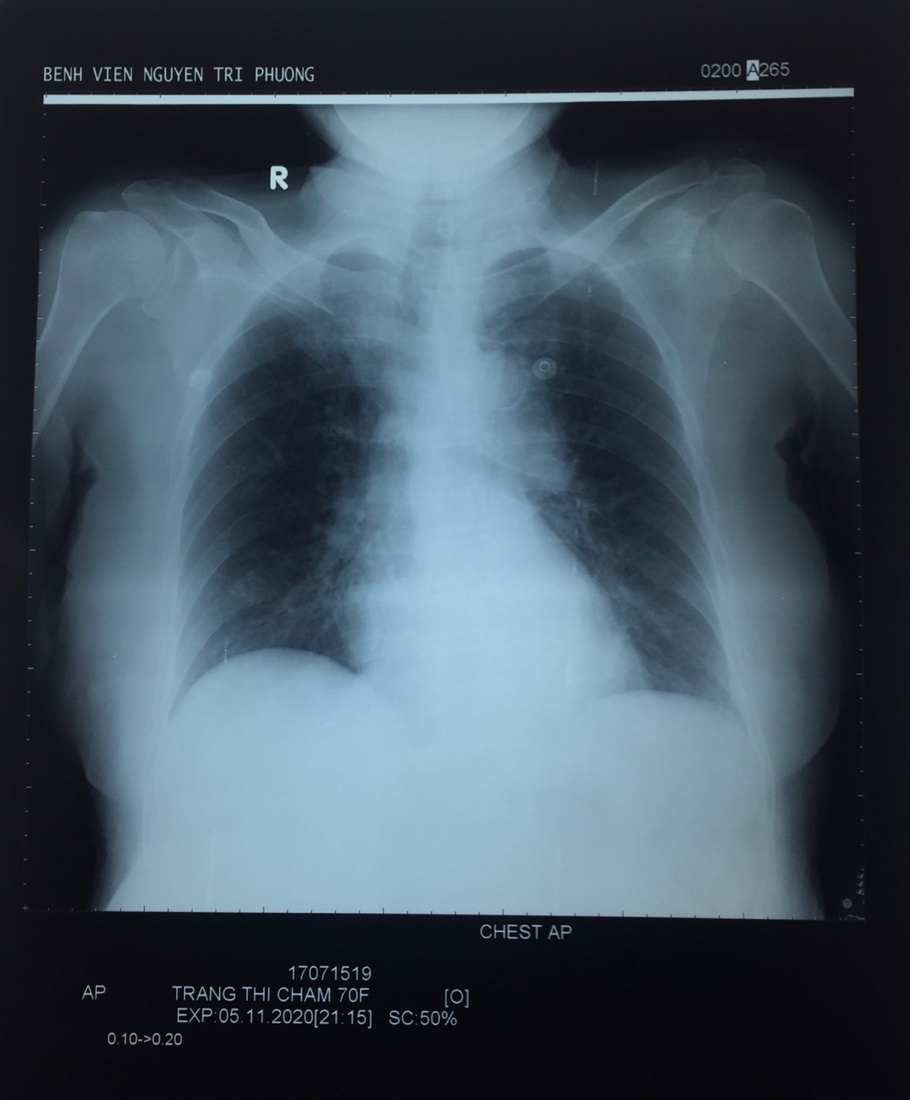 BENH VIEN NGUYEN TRI PHUONG
0200 A265
R
CHEST AP
17071519
AP TRANG THI CHAM 70F [O]
EXP:05.11.2020[21:15] SC:50%
0.10->0.20